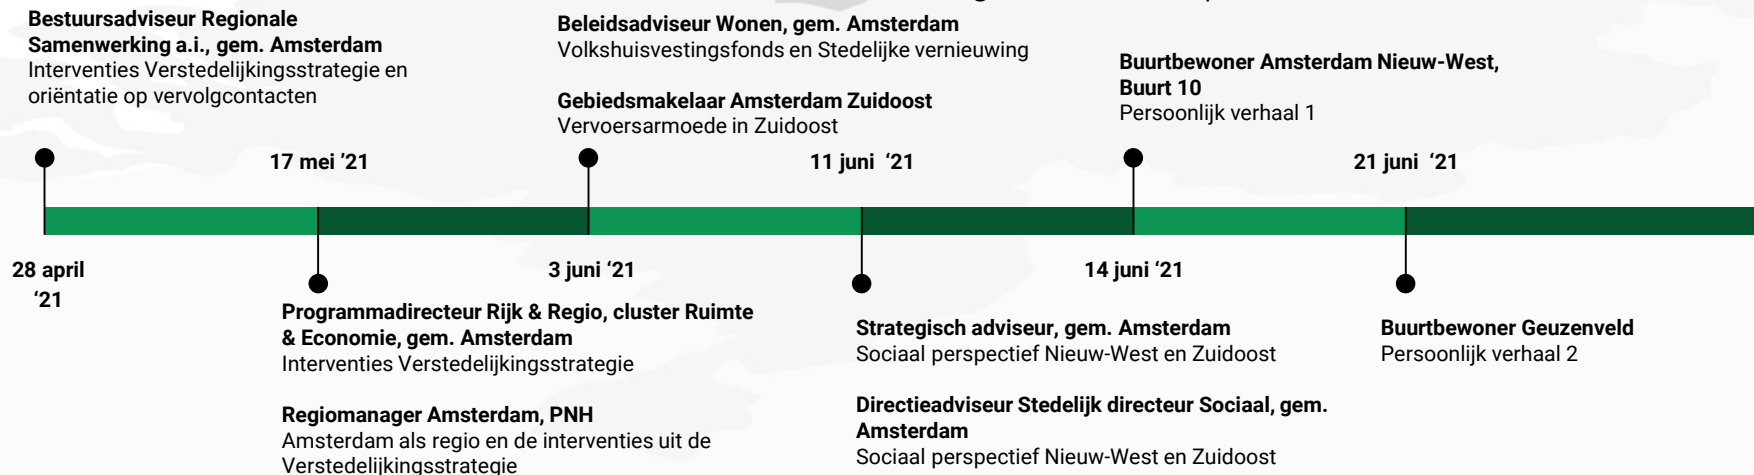 Bestuursadviseur Regionale
Samenwerking a.i., gem. Amsterdam
Interventies Verstedelijkingsstrategie en
oriëntatie op vervolgcontacten
Beleidsadviseur Wonen, gem. Amsterdam
Volkshuisvestingsfonds en Stedelijke vernieuwing
Gebiedsmakelaar Amsterdam Zuidoost
Vervoersarmoede in Zuidoost
Buurtbewoner Amsterdam Nieuw-West,
Buurt 10
Persoonlijk verhaal 1
17 mei ’21
11 juni ‘21
21 juni ‘21
28 april
‘21
3 juni ‘21
14 juni ‘21
Programmadirecteur Rijk & Regio, cluster Ruimte
& Economie, gem. Amsterdam
Interventies Verstedelijkingsstrategie
Regiomanager Amsterdam, PNH
Amsterdam als regio en de interventies uit de
Verstedelijkingsstrategie
Strategisch adviseur, gem. Amsterdam
Sociaal perspectief Nieuw-West en Zuidoost
Directieadviseur Stedelijk directeur Sociaal, gem.
Amsterdam
Sociaal perspectief Nieuw-West en Zuidoost
Buurtbewoner Geuzenveld
Persoonlijk verhaal 2